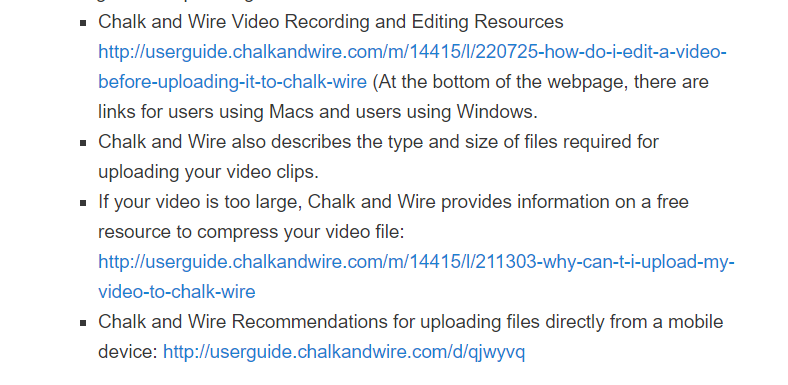 Chalk and Wire Video Recording and Editing Resources
http://userguide.chalkandwire.com/m/14415/l/220725-how-do-i-edit-a-video-
before-uploading-it-to-chalk-wire (At the bottom of the webpage, there are
links for users using Macs and users using Windows.
Chalk and Wire also describes the type and size of files required for
uploading your video clips.
If your video is too large, Chalk and Wire provides information on a free
resource to compress your video file:
http://userguide.chalkandwire.com/m/14415/l/211303-why-can-t-i-upload-my-
video-to-chalk-wire
Chalk and Wire Recommendations for uploading files directly from a mobile
device: http://userguide.chalkandwire.com/d/qjwyvq